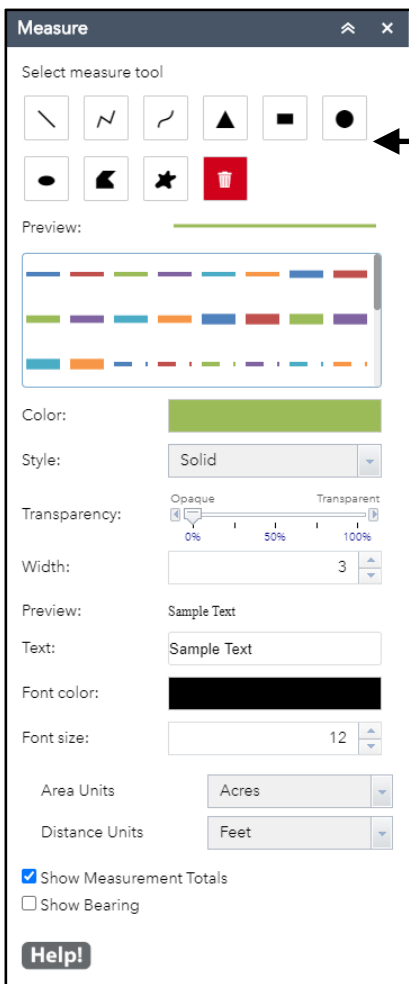 Measure
Select measure tool
Preview:
Color:
Style: Solid
Opaque Transparent
Transparency:
0% 50% 100%
Width: 3
Preview: Sample Text
Text: Sample Text
Font color:
Font size: 12
Area Units Acres
Distance Units Feet
Show Measurement Totals
Show Bearing
Help!